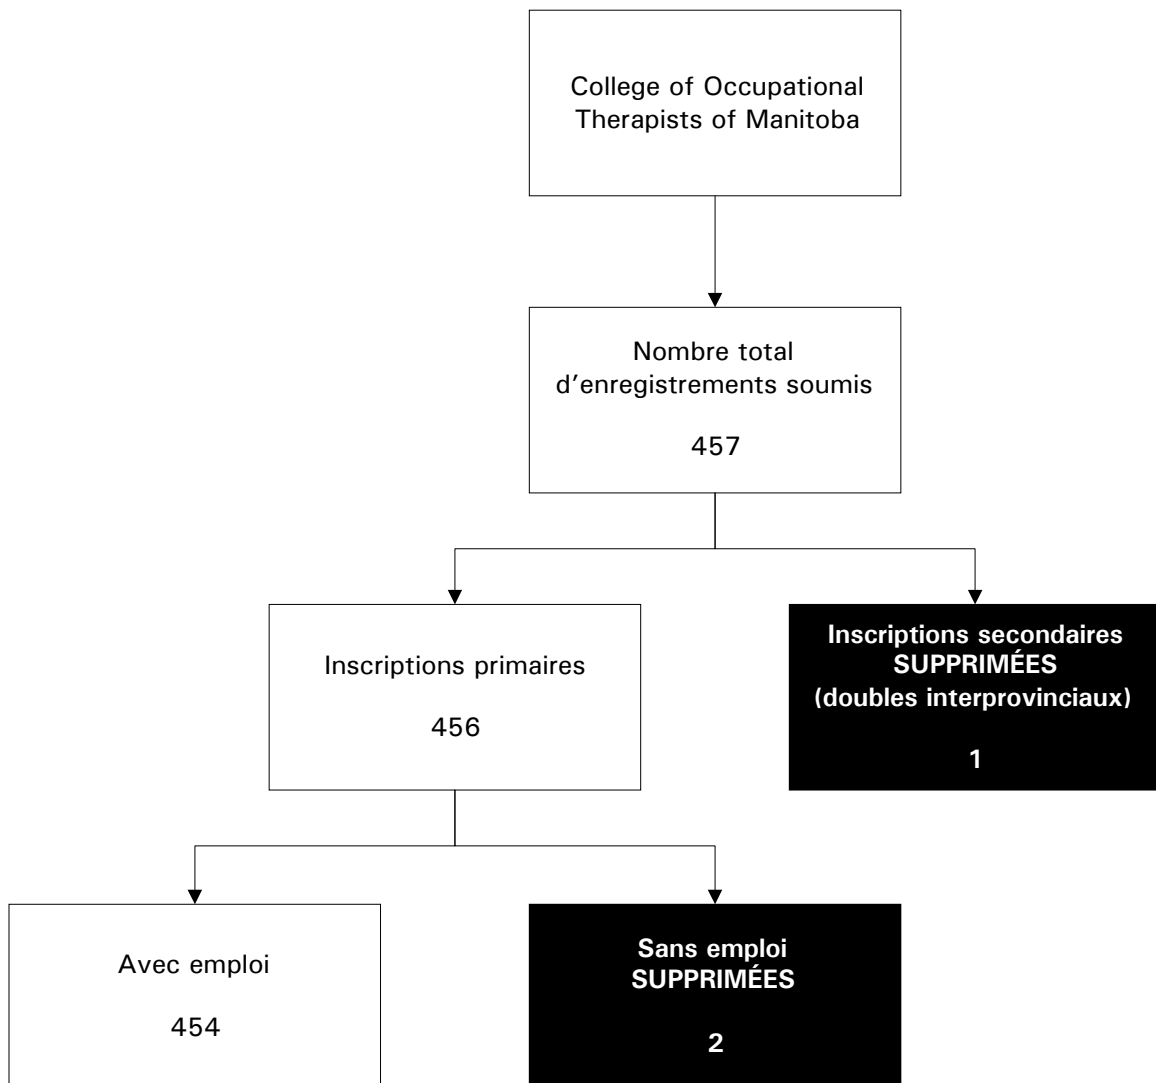 College of Occupational
Therapists of Manitoba
Nombre total
d’enregistrements soumis
457
Inscriptions primaires
456
Inscriptions secondaires
SUPPRIMÉES
(doubles interprovinciaux)
1
Avec emploi
454
Sans emploi
SUPPRIMÉES
2